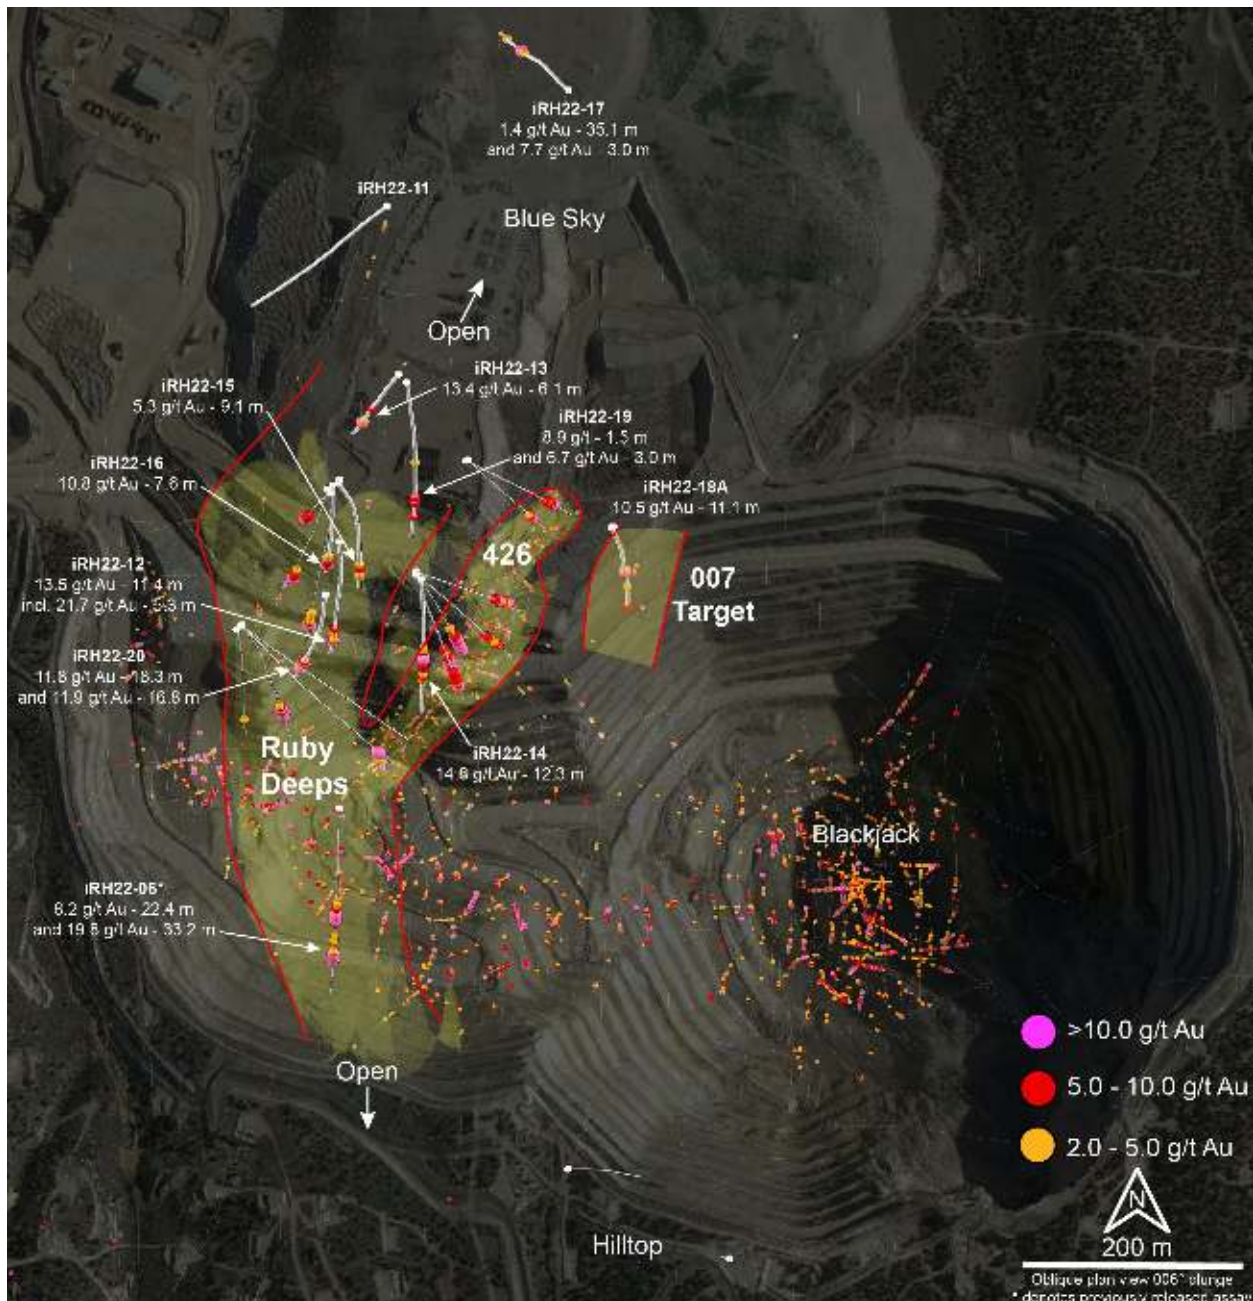 iRH22-17
1.4 g/t Au - 35.1 m
and 7.7 g/t Au - 3.0 m
iRH22-11
Blue Sky
Open
iRH22-13
13.4 g/t Au - 6.1 m
iRH22-15
5.3 g/t Au - 9.1 m
iRH22-19
8.9 g/t - 1.5 m
and 6.7 g/t Au - 3.0 m
iRH22-16
10.8 g/t Au - 7.6 m
iRH22-18A
10.5 g/t Au - 11.1 m
426
007
Target
iRH22-12
13.5 g/t Au - 11.4 m
incl. 21.7 g/t Au - 5.3 m
iRH22-20
11.8 g/t Au - 18.3 m
and 11.9 g/t Au - 16.8 m
Ruby
Deeps
iRH22-14
14.8 g/t Au - 12.3 m
Blackjack
iRH22-06*
6.2 g/t Au - 22.4 m
and 19.8 g/t Au - 33.2 m
Open
>10.0 g/t Au
5.0 - 10.0 g/t Au
2.0 - 5.0 g/t Au
N
200 m
Hilltop
Oblique plan view 006° plunge
* denotes previously released assay